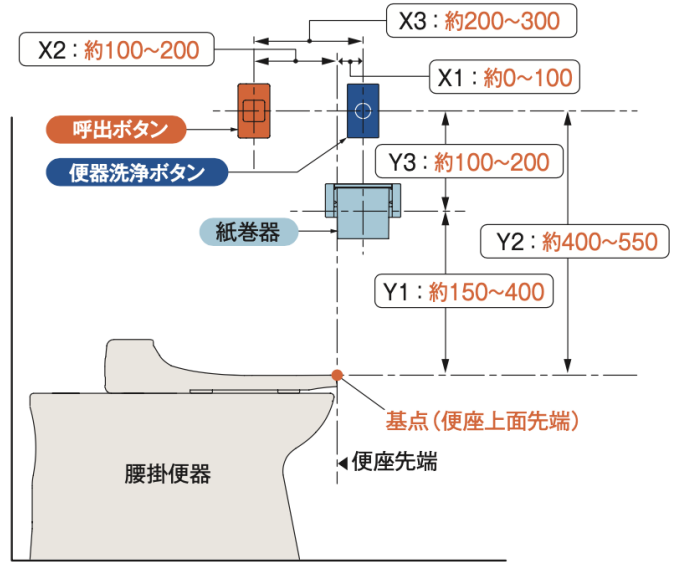 X3：約200〜300
X2：約100〜200
X1：約0〜100
呼出ボタン
便器洗浄ボタン
Y3：約100〜200
紙巻器
Y2：約400〜550
Y1：約150〜400
基点（便座上面先端）
便座先端
腰掛便器